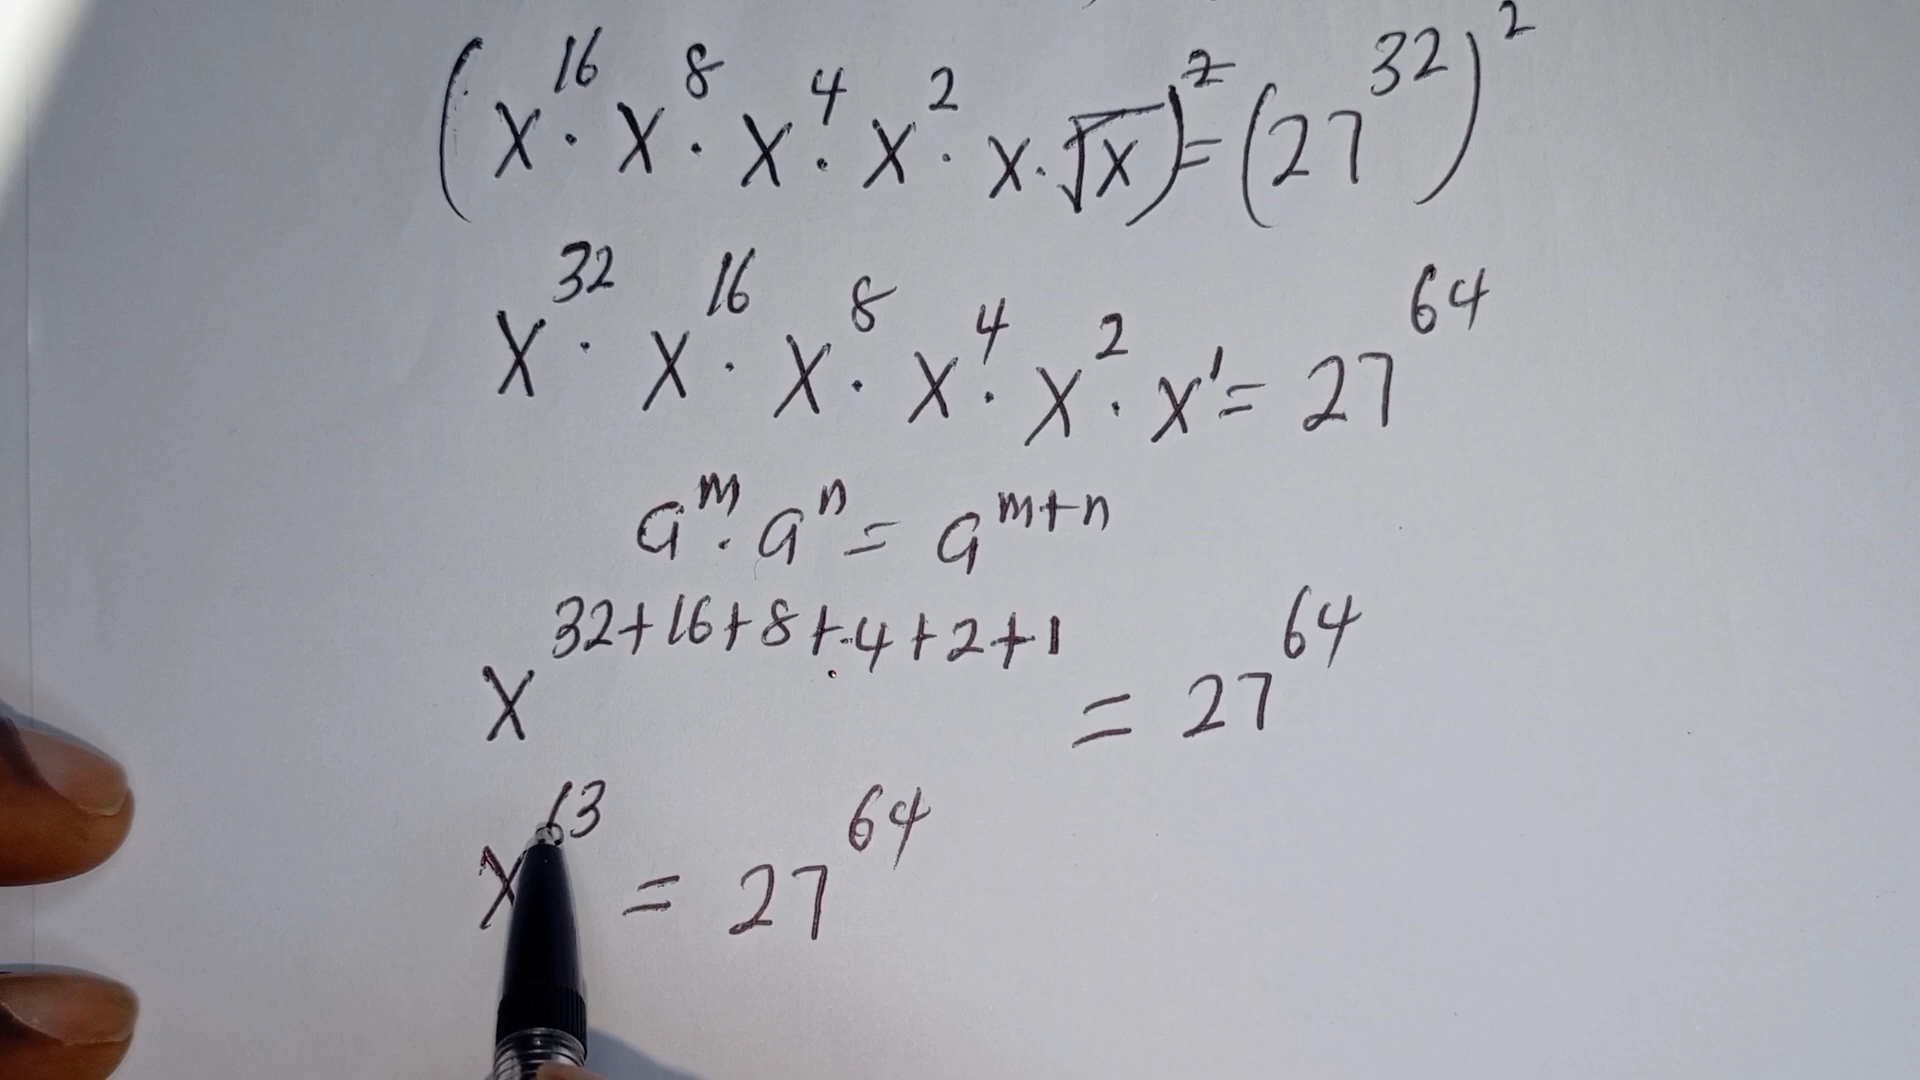 (x^16 · x^8 · x^4 · x^2 · x · √x)^2 = (27^32)^2
x^32 · x^16 · x^8 · x^4 · x^2 · x^1 = 27^64
a^m · a^n = a^m+n
x^32+16+8+4+2+1 = 27^64
x^63 = 27^64